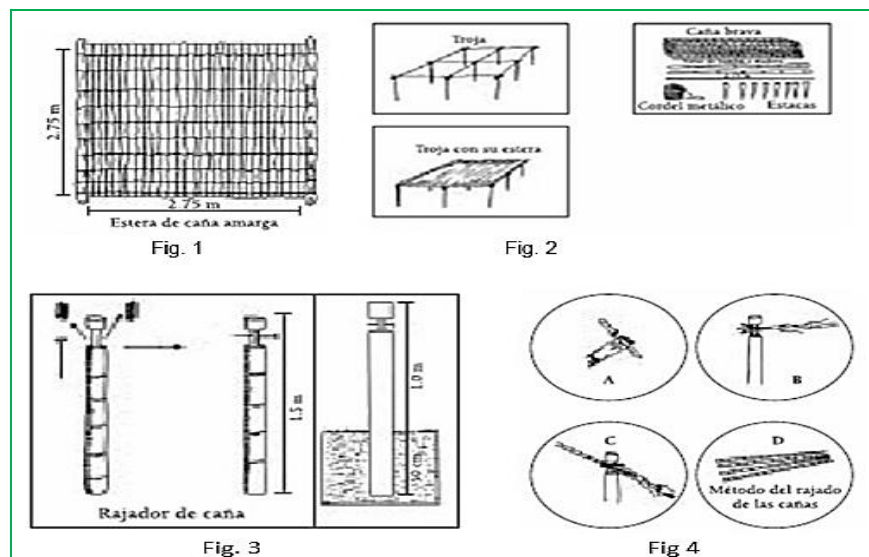 2.75 m
2.75 m
Estera de caña amarga
Fig. 1
Troja
Troja con su estera
Fig. 2
Caña brava
Cordel metálico
Estacas
1.5 m
1.0 m
50 cm
Rajador de caña
Fig. 3
A
B
C
D
Método del rajado
de las cañas
Fig 4